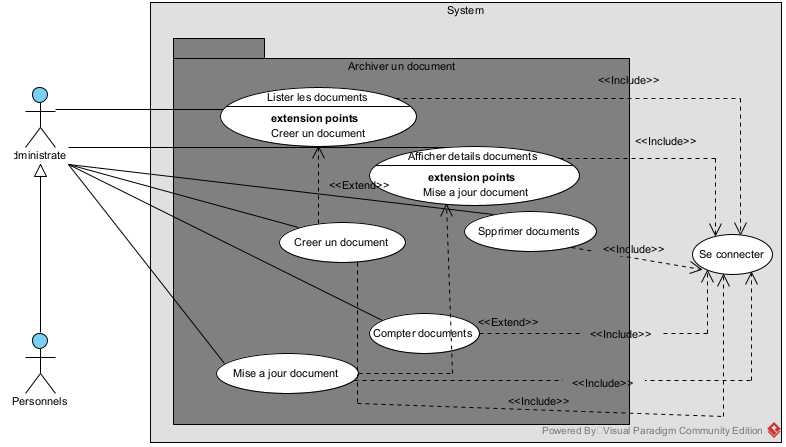 System
Archiver un document
<<Include>>
Lister les documents
extension points
Creer un document
<<Include>>
dministrate
Afficher details documents
extension points
Mise a jour document
<<Extend>>
Spprimer documents
Creer un document
<<Include>>
Se connecter
<<Extend>>
Compter documents
<<Include>>
Mise a jour document
<<Include>>
Personnels
<<Include>>
Powered By: Visual Paradigm Community Edition